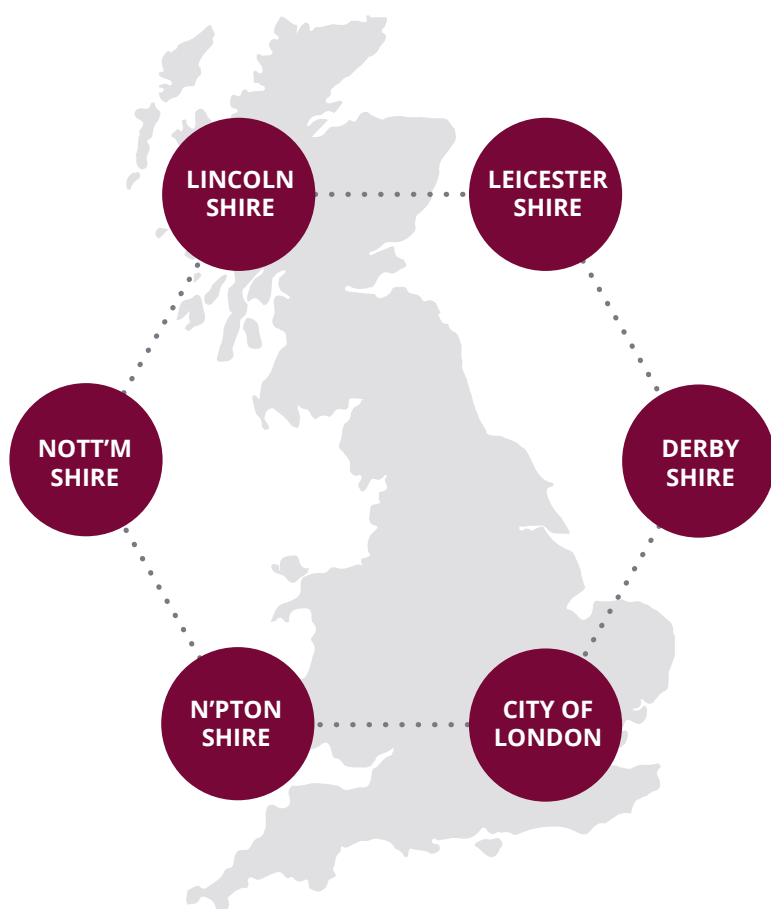 LINCOLN
SHIRE
LEICESTER
SHIRE
NOTT’M
SHIRE
DERBY
SHIRE
N’PTON
SHIRE
CITY OF
LONDON